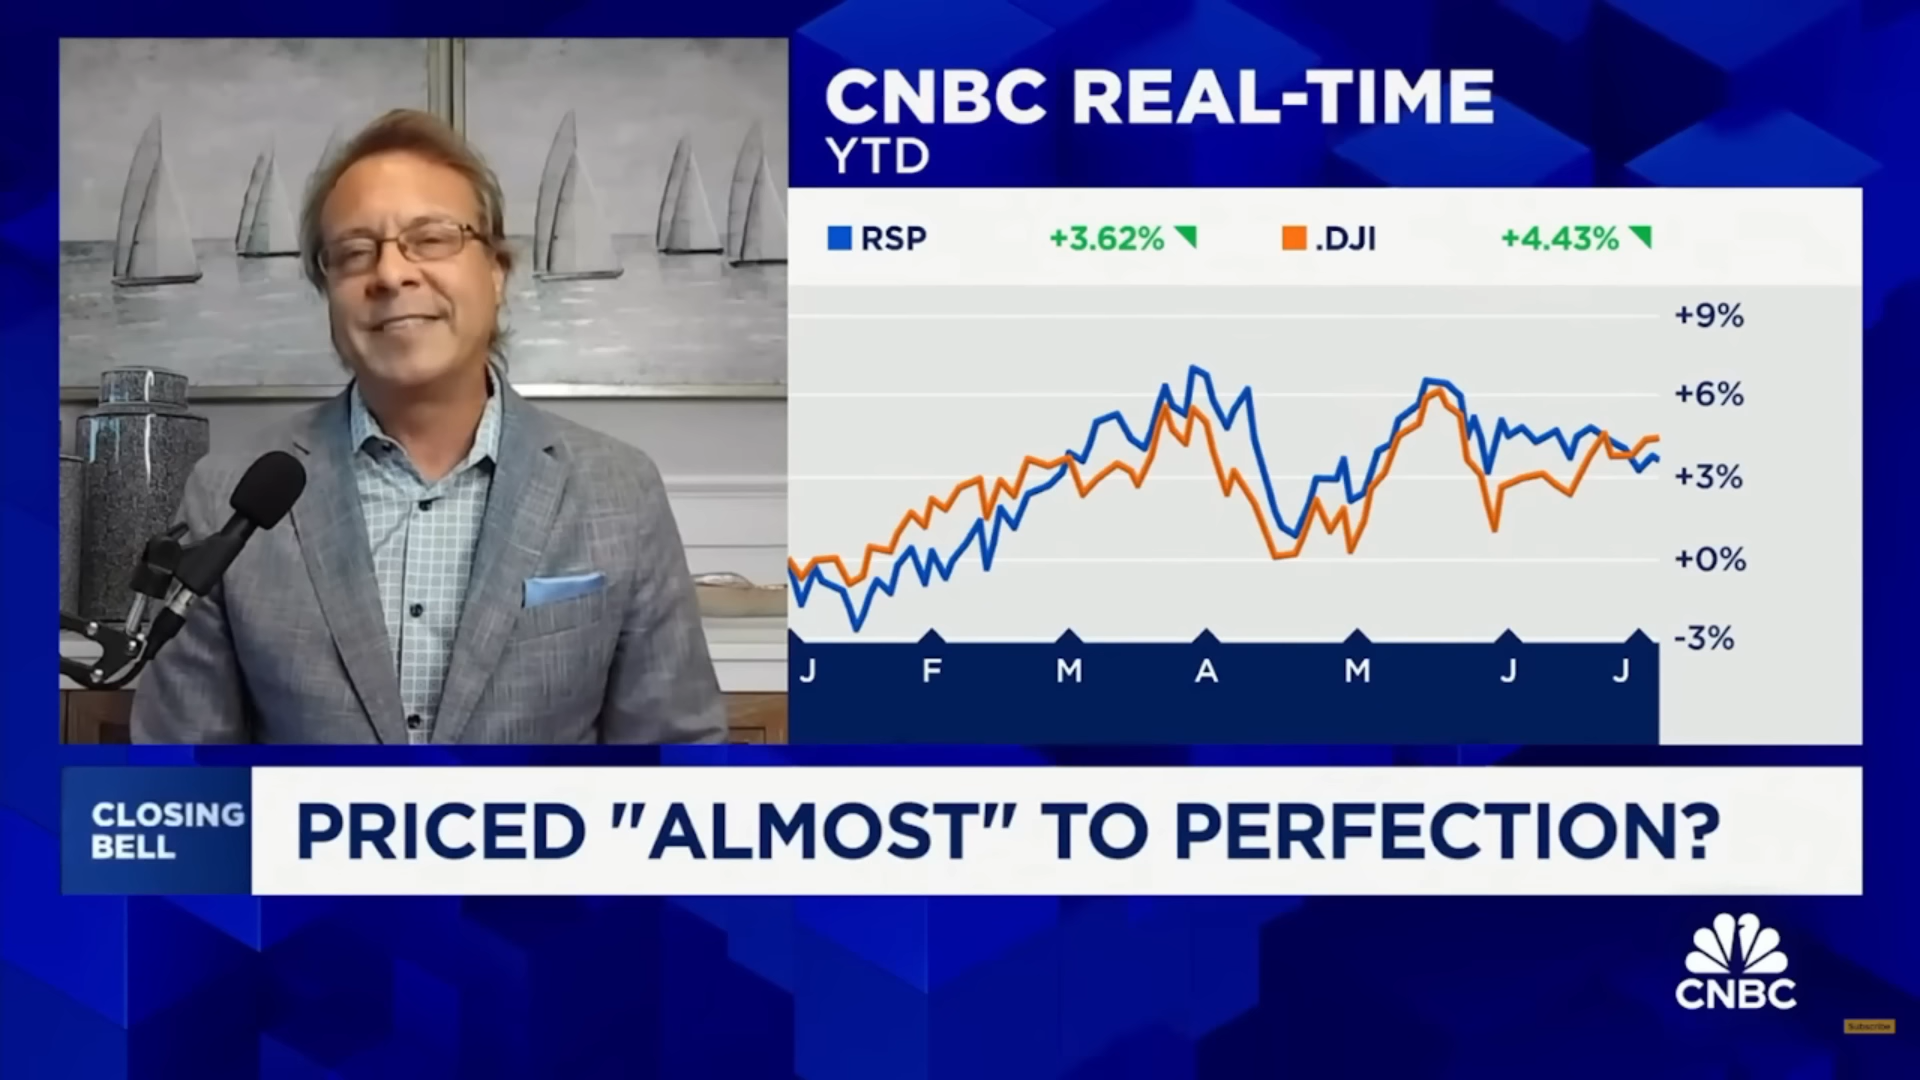 CNBC REAL-TIME
YTD
RSP +3.62% .DJI +4.43%
+9%
+6%
+3%
+0%
-3%
J F M A M J J
CLOSING
BELL
PRICED "ALMOST" TO PERFECTION?
CNBC
Subscribe